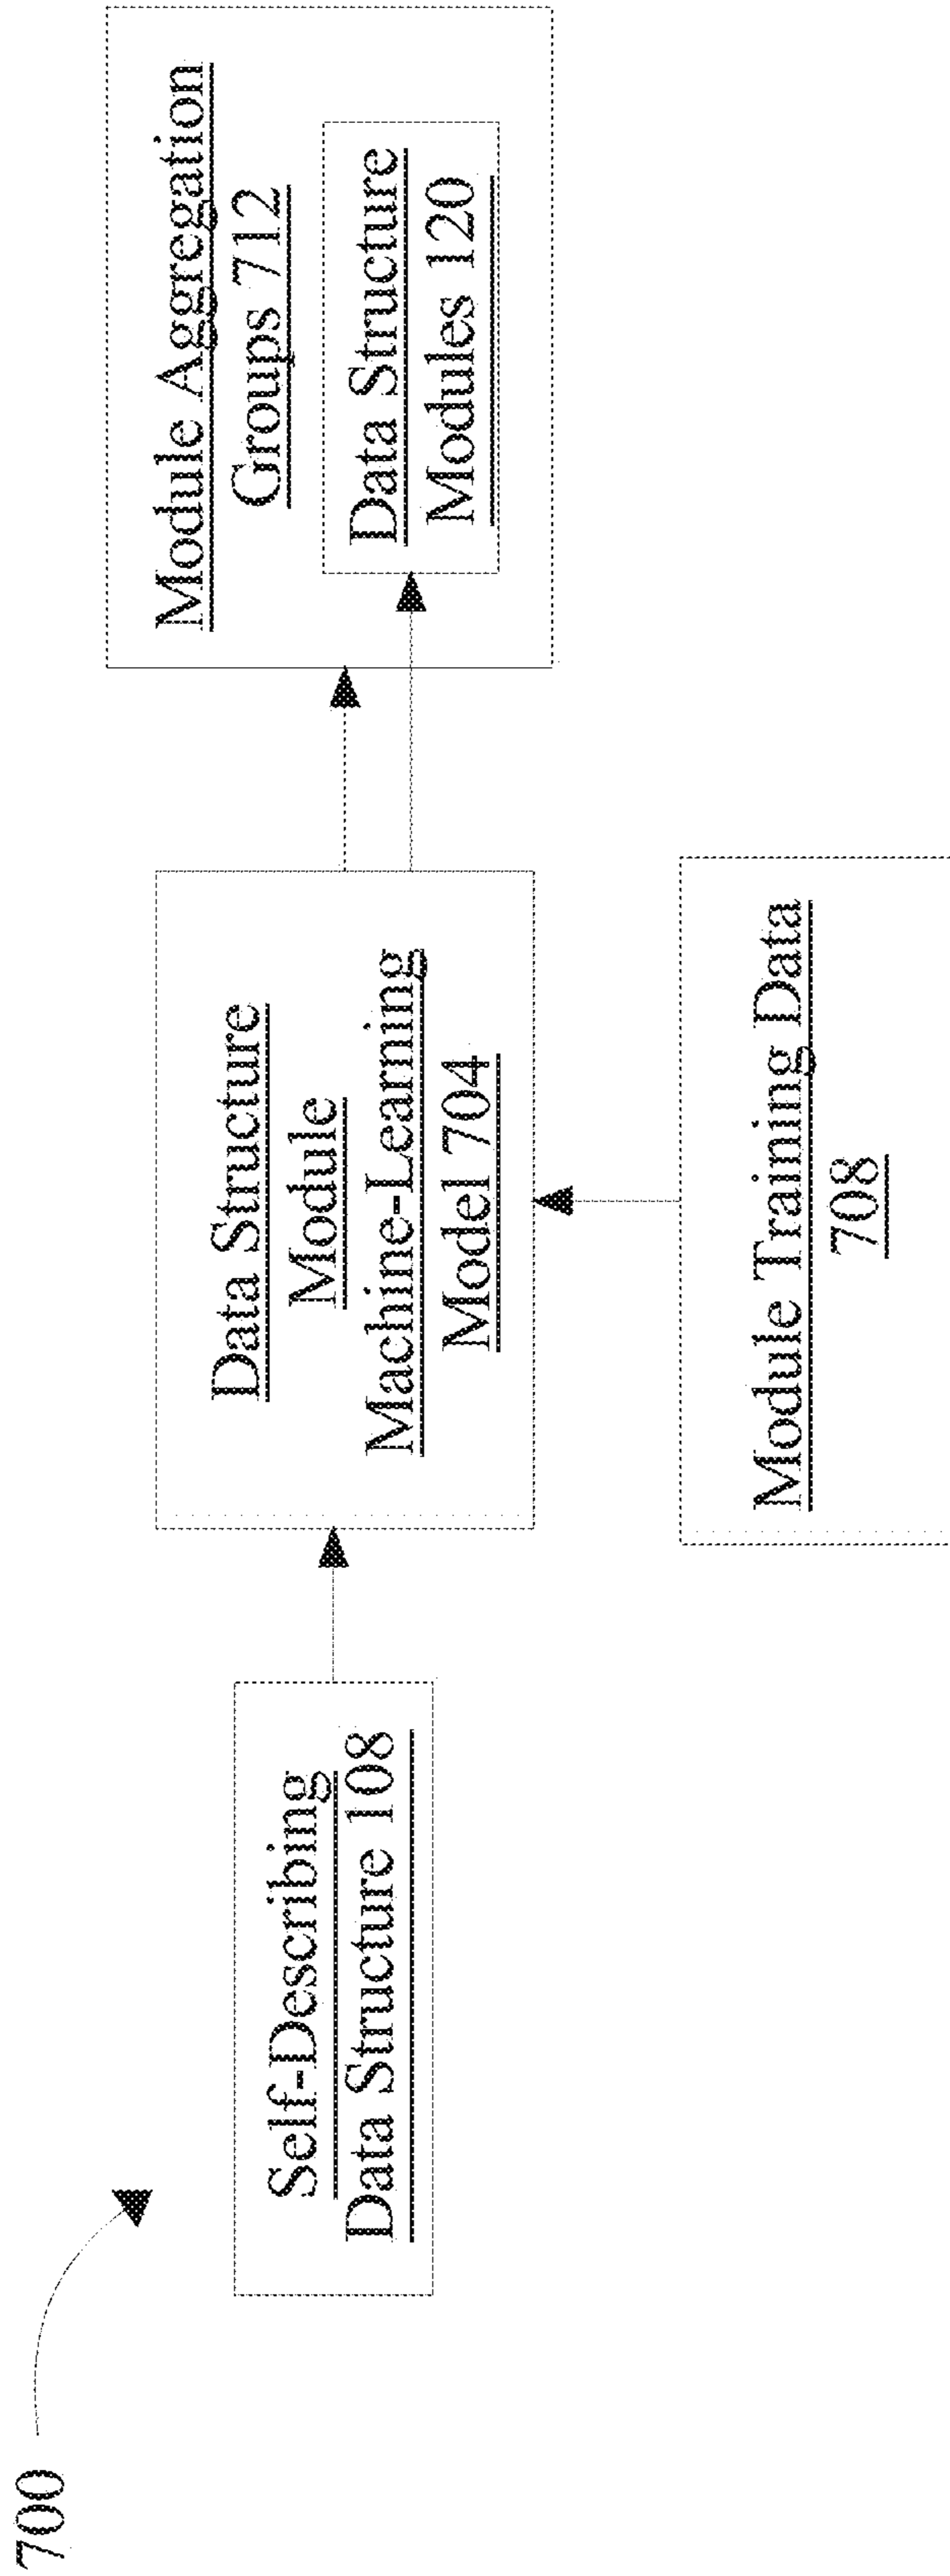 700
Self-Describing
Data Structure 108
Data Structure
Module
Machine-Learning
Model 704
Module Training Data
708
Module Aggregation
Groups 712
Data Structure
Modules 120